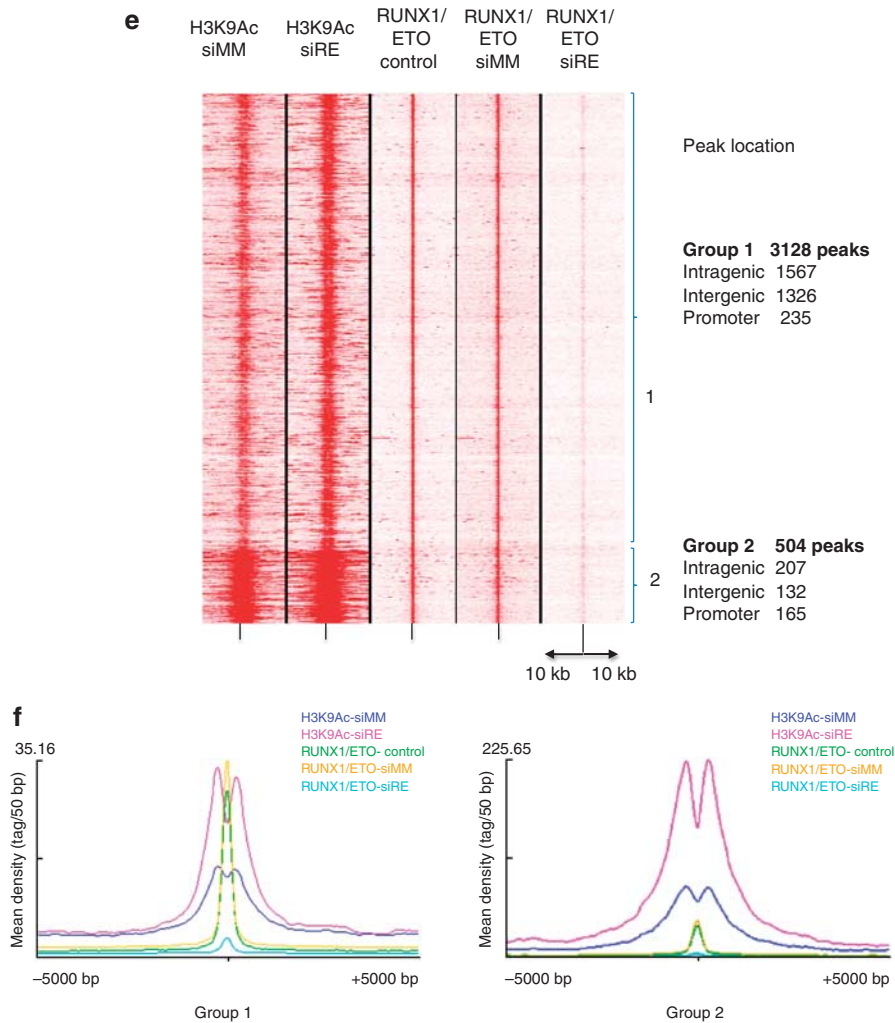 e
H3K9Ac
siMM
H3K9Ac
siRE
RUNX1/
ETO
control
RUNX1/
ETO
siMM
RUNX1/
ETO
siRE
Peak location
Group 1 3128 peaks
Intragenic 1567
Intergenic 1326
Promoter 235
1
Group 2 504 peaks
Intragenic 207
Intergenic 132
Promoter 165
2
10 kb 10 kb
f
H3K9Ac-siMM
H3K9Ac-siRE
RUNX1/ETO- control
RUNX1/ETO-siMM
RUNX1/ETO-siRE
35.16
Mean density (tag/50 bp)
–5000 bp
+5000 bp
Group 1
H3K9Ac-siMM
H3K9Ac-siRE
RUNX1/ETO- control
RUNX1/ETO-siMM
RUNX1/ETO-siRE
225.65
Mean density (tag/50 bp)
–5000 bp
+5000 bp
Group 2